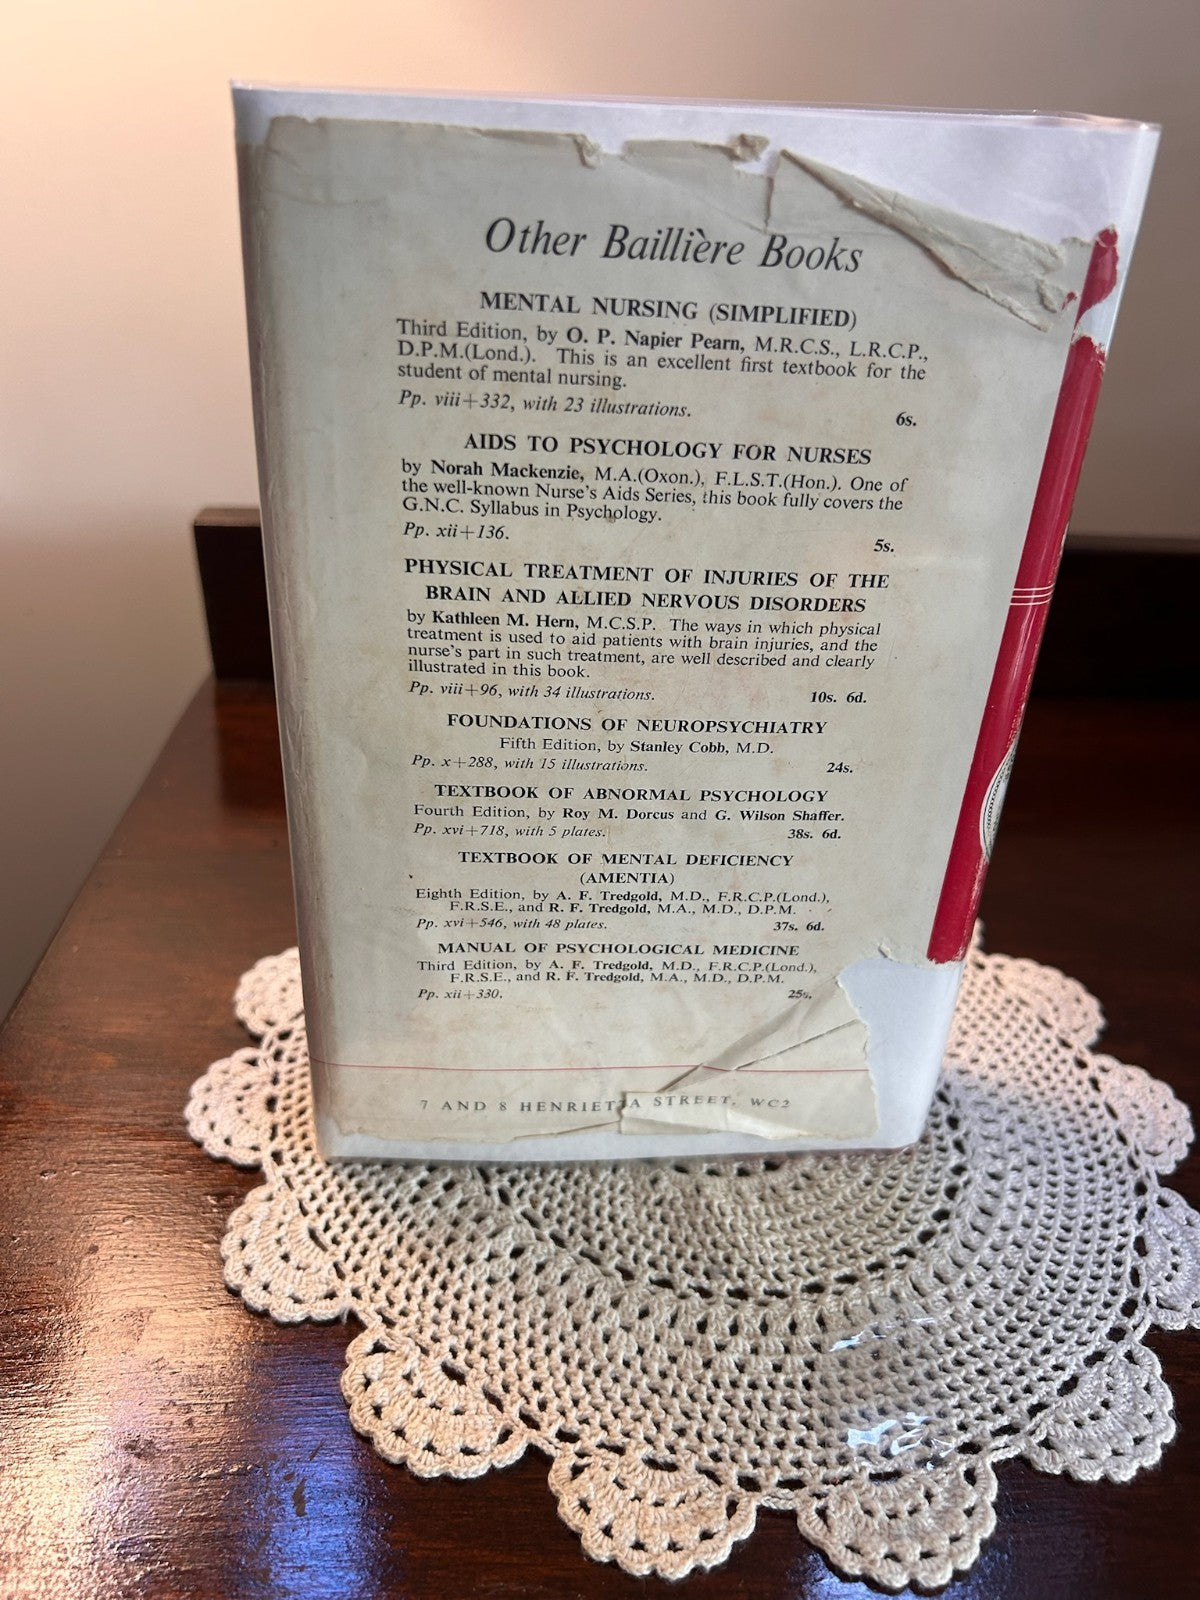 Other Baillière Books
MENTAL NURSING (SIMPLIFIED)
Third Edition, by O. P. Napier Pearn, M.R.C.S., L.R.C.P.,
D.P.M.(Lond.). This is an excellent first textbook for the
student of mental nursing.
Pp. viii+332, with 23 illustrations. 6s.
AIDS TO PSYCHOLOGY FOR NURSES
by Norah Mackenzie, M.A.(Oxon.), F.L.S.T.(Hon.). One of
the well-known Nurse's Aids Series, this book fully covers the
G.N.C. Syllabus in Psychology.
Pp. xii+136. 5s.
PHYSICAL TREATMENT OF INJURIES OF THE
BRAIN AND ALLIED NERVOUS DISORDERS
by Kathleen M. Hern, M.C.S.P. The ways in which physical
treatment is used to aid patients with brain injuries, and the
nurse's part in such treatment, are well described and clearly
illustrated in this book.
Pp. viii+96, with 34 illustrations. 10s. 6d.
FOUNDATIONS OF NEUROPSYCHIATRY
Fifth Edition, by Stanley Cobb, M.D.
Pp. x+288, with 15 illustrations. 24s.
TEXTBOOK OF ABNORMAL PSYCHOLOGY
Fourth Edition, by Roy M. Dorcus and G. Wilson Shaffer.
Pp. xvi+718, with 5 plates. 38s. 6d.
TEXTBOOK OF MENTAL DEFICIENCY
(AMENTIA)
Eighth Edition, by A. F. Tredgold, M.D., F.R.C.P.(Lond.),
F.R.S.E., and R. F. Tredgold, M.A., M.D., D.P.M.
Pp. xvi+546, with 48 plates. 37s. 6d.
MANUAL OF PSYCHOLOGICAL MEDICINE
Third Edition, by A. F. Tredgold, M.D., F.R.C.P.(Lond.),
F.R.S.E., and R. F. Tredgold, M.A., M.D., D.P.M.
Pp. xii+330. 25s.
7 AND 8 HENRIETTA STREET, WC2